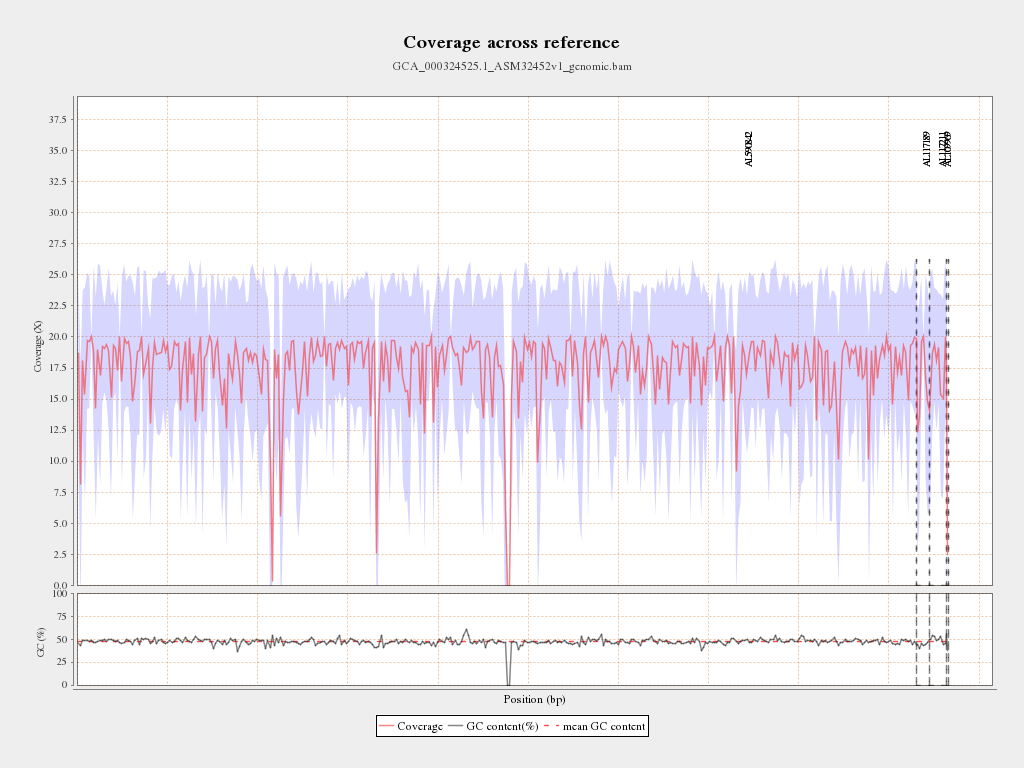 Coverage across reference
GCA_000324525.1_ASM32452v1_genomic.bam
37.5
35.0
32.5
30.0
27.5
25.0
22.5
20.0
17.5
15.0
12.5
10.0
7.5
5.0
2.5
0.0
Coverage (X)
AL590842
AL117189
AL117211
AL109969
100
75
50
25
0
GC (%)
Position (bp)
Coverage GC content(%) mean GC content